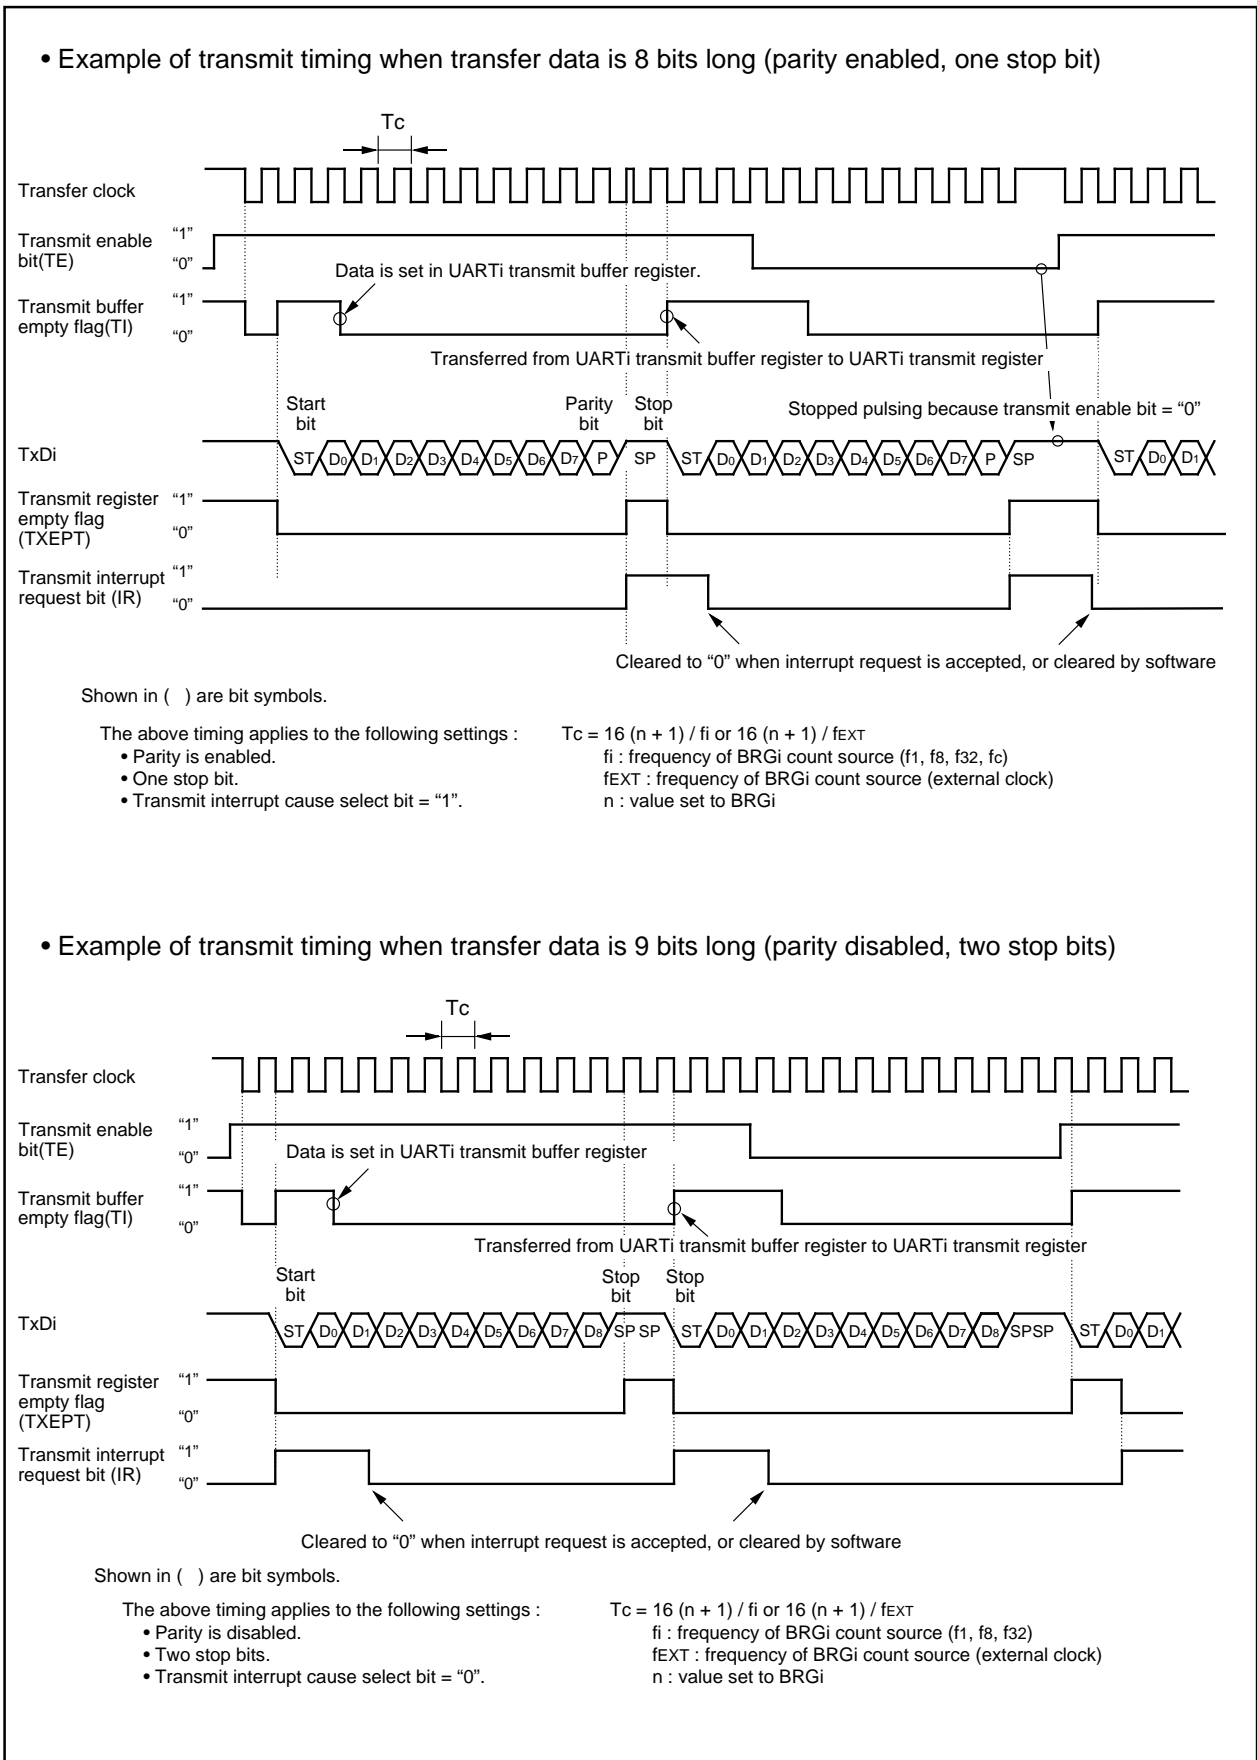 • Example of transmit timing when transfer data is 8 bits long (parity enabled, one stop bit)
Tc
Transfer clock
Transmit enable
bit(TE)
“1”
“0”
Data is set in UARTi transmit buffer register.
Transmit buffer
empty flag(TI)
“1”
“0”
Transferred from UARTi transmit buffer register to UARTi transmit register
Start
bit
Parity
bit
Stop
bit
Stopped pulsing because transmit enable bit = “0”
TxDi
ST D0 D1 D2 D3 D4 D5 D6 D7 P SP ST D0 D1 D2 D3 D4 D5 D6 D7 P SP ST D0 D1
Transmit register
empty flag
(TXEPT)
“1”
“0”
Transmit interrupt
request bit (IR)
“1”
“0”
Cleared to “0” when interrupt request is accepted, or cleared by software
Shown in ( ) are bit symbols.
The above timing applies to the following settings :
• Parity is enabled.
• One stop bit.
• Transmit interrupt cause select bit = “1”.
Tc = 16 (n + 1) / fi or 16 (n + 1) / fEXT
fi : frequency of BRGi count source (f1, f8, f32, fc)
fEXT : frequency of BRGi count source (external clock)
n : value set to BRGi
• Example of transmit timing when transfer data is 9 bits long (parity disabled, two stop bits)
Tc
Transfer clock
Transmit enable
bit(TE)
“1”
“0”
Data is set in UARTi transmit buffer register
Transmit buffer
empty flag(TI)
“1”
“0”
Transferred from UARTi transmit buffer register to UARTi transmit register
Start
bit
Stop
bit
Stop
bit
TxDi
ST D0 D1 D2 D3 D4 D5 D6 D7 D8 SP SP ST D0 D1 D2 D3 D4 D5 D6 D7 D8 SPSP ST D0 D1
Transmit register
empty flag
(TXEPT)
“1”
“0”
Transmit interrupt
request bit (IR)
“1”
“0”
Cleared to “0” when interrupt request is accepted, or cleared by software
Shown in ( ) are bit symbols.
The above timing applies to the following settings :
• Parity is disabled.
• Two stop bits.
• Transmit interrupt cause select bit = “0”.
Tc = 16 (n + 1) / fi or 16 (n + 1) / fEXT
fi : frequency of BRGi count source (f1, f8, f32)
fEXT : frequency of BRGi count source (external clock)
n : value set to BRGi